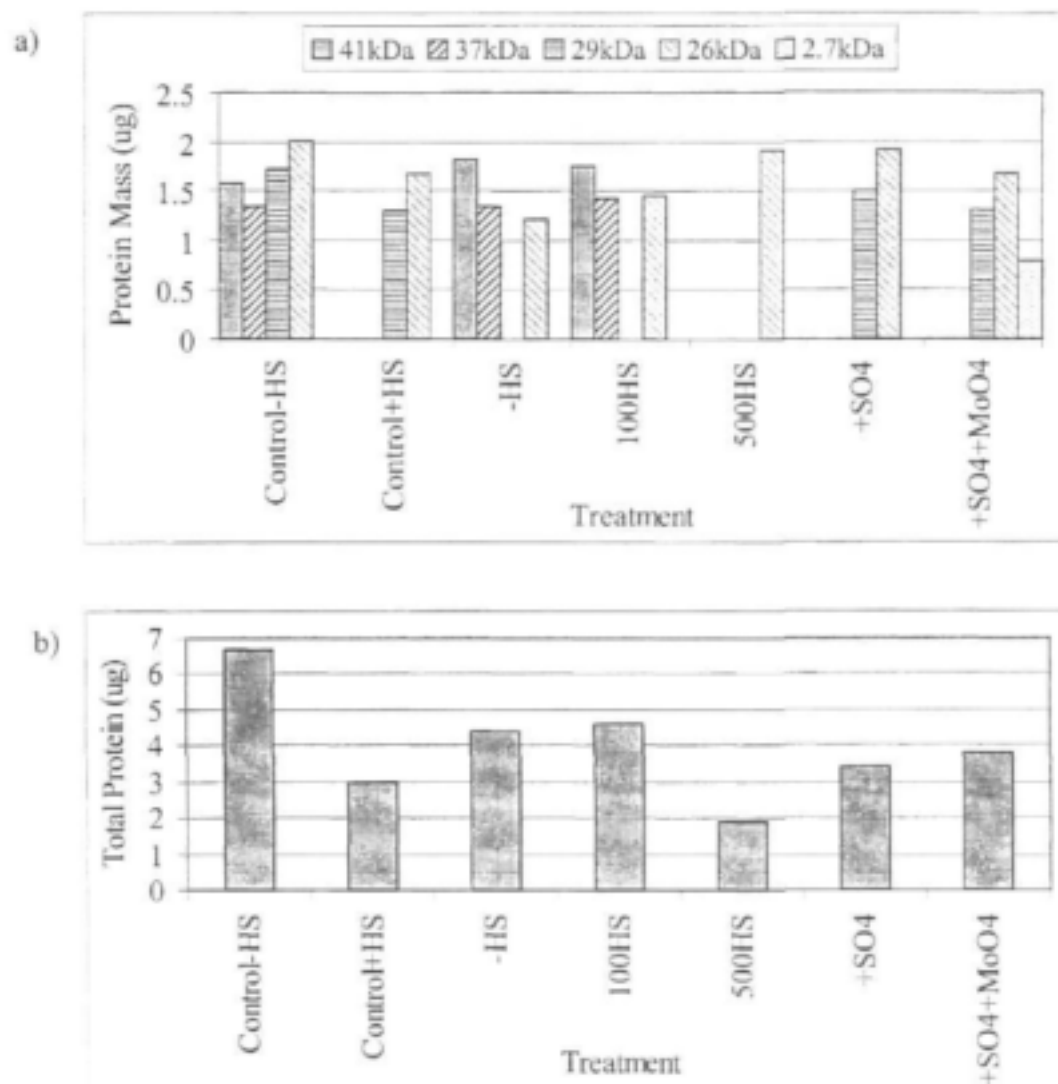 a)
41kDa 37kDa 29kDa 26kDa 2.7kDa
Protein Mass (ug)
2.5
2
1.5
1
0.5
0
Control-HS
Control+HS
-HS
100HS
500HS
+SO4
+SO4+MoO4
Treatment
b)
Total Protein (ug)
7
6
5
4
3
2
1
0
Control-HS
Control+HS
-HS
100HS
500HS
+SO4
+SO4+MoO4
Treatment